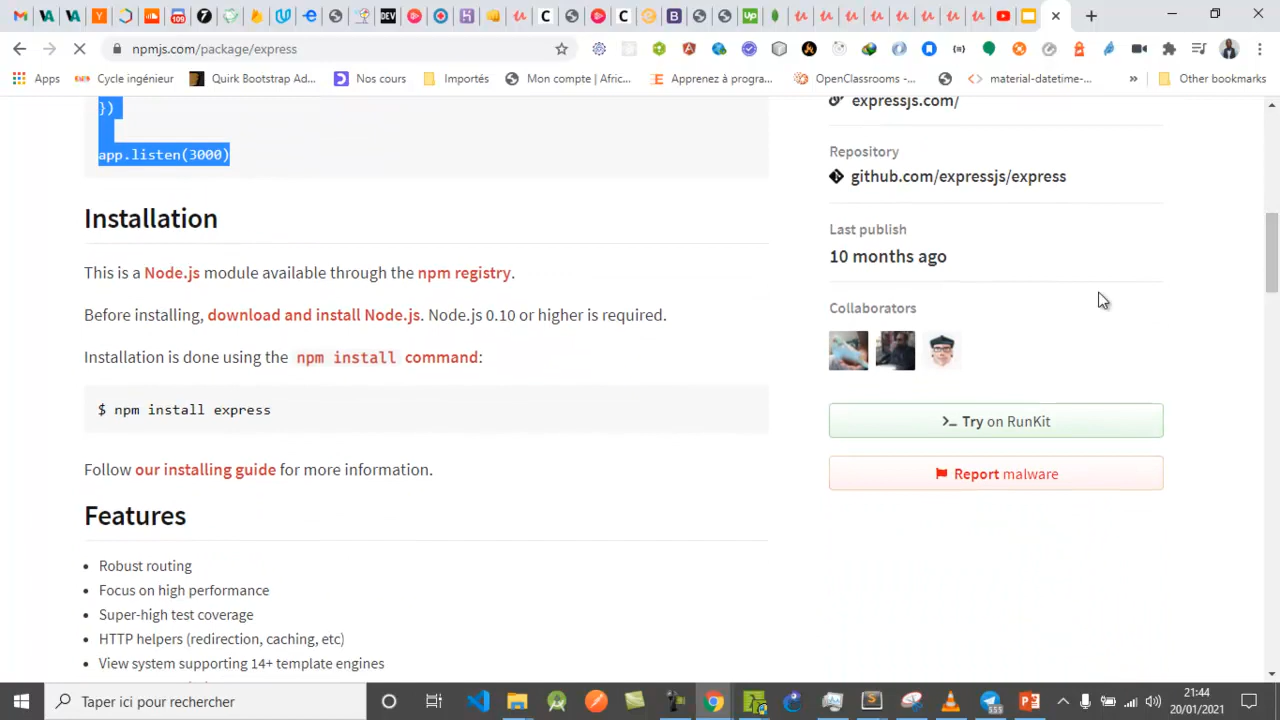 npmjs.com/package/express
Apps
Cycle ingénieur
Quirk Bootstrap Ad...
Nos cours
Importés
Mon compte | Afric...
Apprenez à progra...
OpenClassrooms -...
material-datetime-...
»
Other bookmarks
})
app.listen(3000)
Installation
This is a Node.js module available through the npm registry.
Before installing, download and install Node.js. Node.js 0.10 or higher is required.
Installation is done using the npm install command:
$ npm install express
Follow our installing guide for more information.
Features
• Robust routing
• Focus on high performance
• Super-high test coverage
• HTTP helpers (redirection, caching, etc)
• View system supporting 14+ template engines
expressjs.com/
Repository
github.com/expressjs/express
Last publish
10 months ago
Collaborators
>_ Try on RunKit
Report malware
Taper ici pour rechercher
555
21:44
20/01/2021